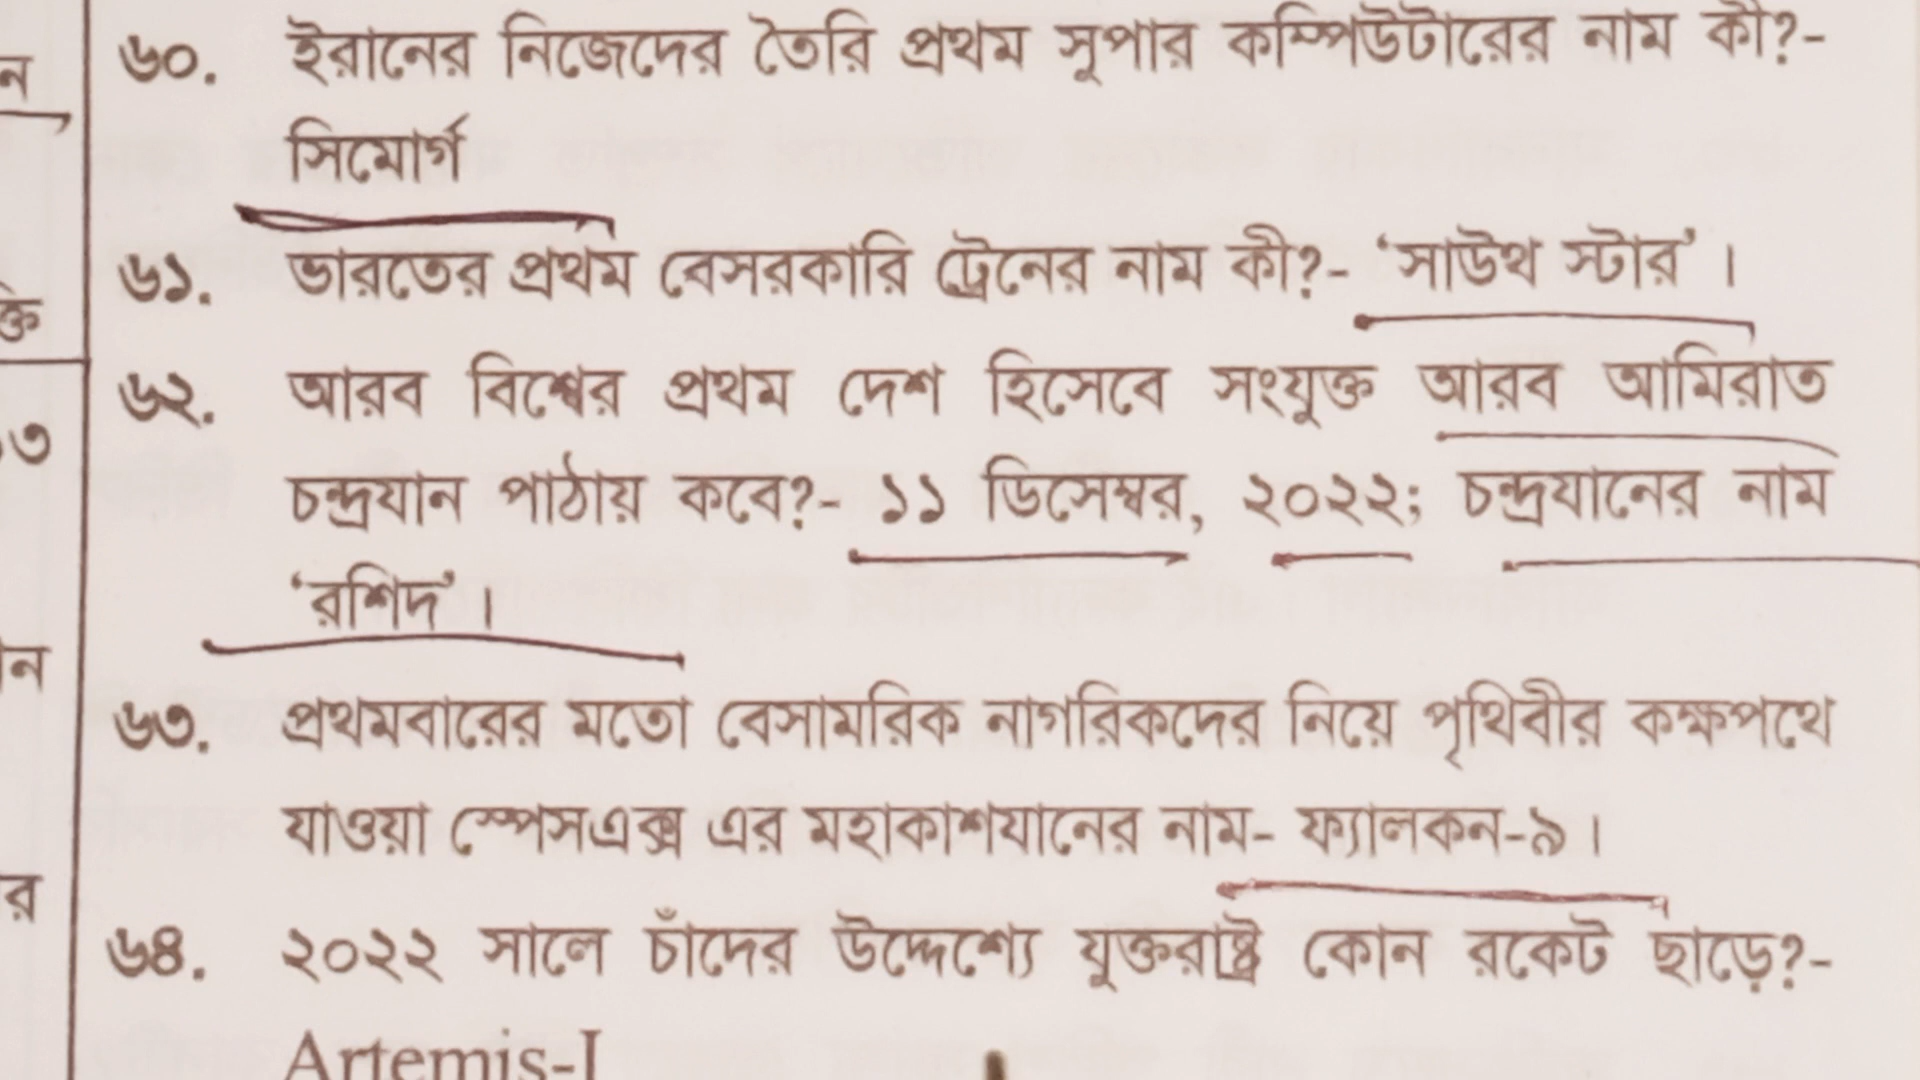 ৬০. ইরানের নিজেদের তৈরি প্রথম সুপার কম্পিউটারের নাম কী?-
সিমোর্গ
৬১. ভারতের প্রথম বেসরকারি ট্রেনের নাম কী?- ‘সাউথ স্টার’।
৬২. আরব বিশ্বের প্রথম দেশ হিসেবে সংযুক্ত আরব আমিরাত
চন্দ্রযান পাঠায় কবে?- ১১ ডিসেম্বর, ২০২২; চন্দ্রযানের নাম
‘রশিদ’।
৬৩. প্রথমবারের মতো বেসামরিক নাগরিকদের নিয়ে পৃথিবীর কক্ষপথে
যাওয়া স্পেসএক্স এর মহাকাশযানের নাম- ফ্যালকন-৯।
৬৪. ২০২২ সালে চাঁদের উদ্দেশ্যে যুক্তরাষ্ট্র কোন রকেট ছাড়ে?-
Artemis-I